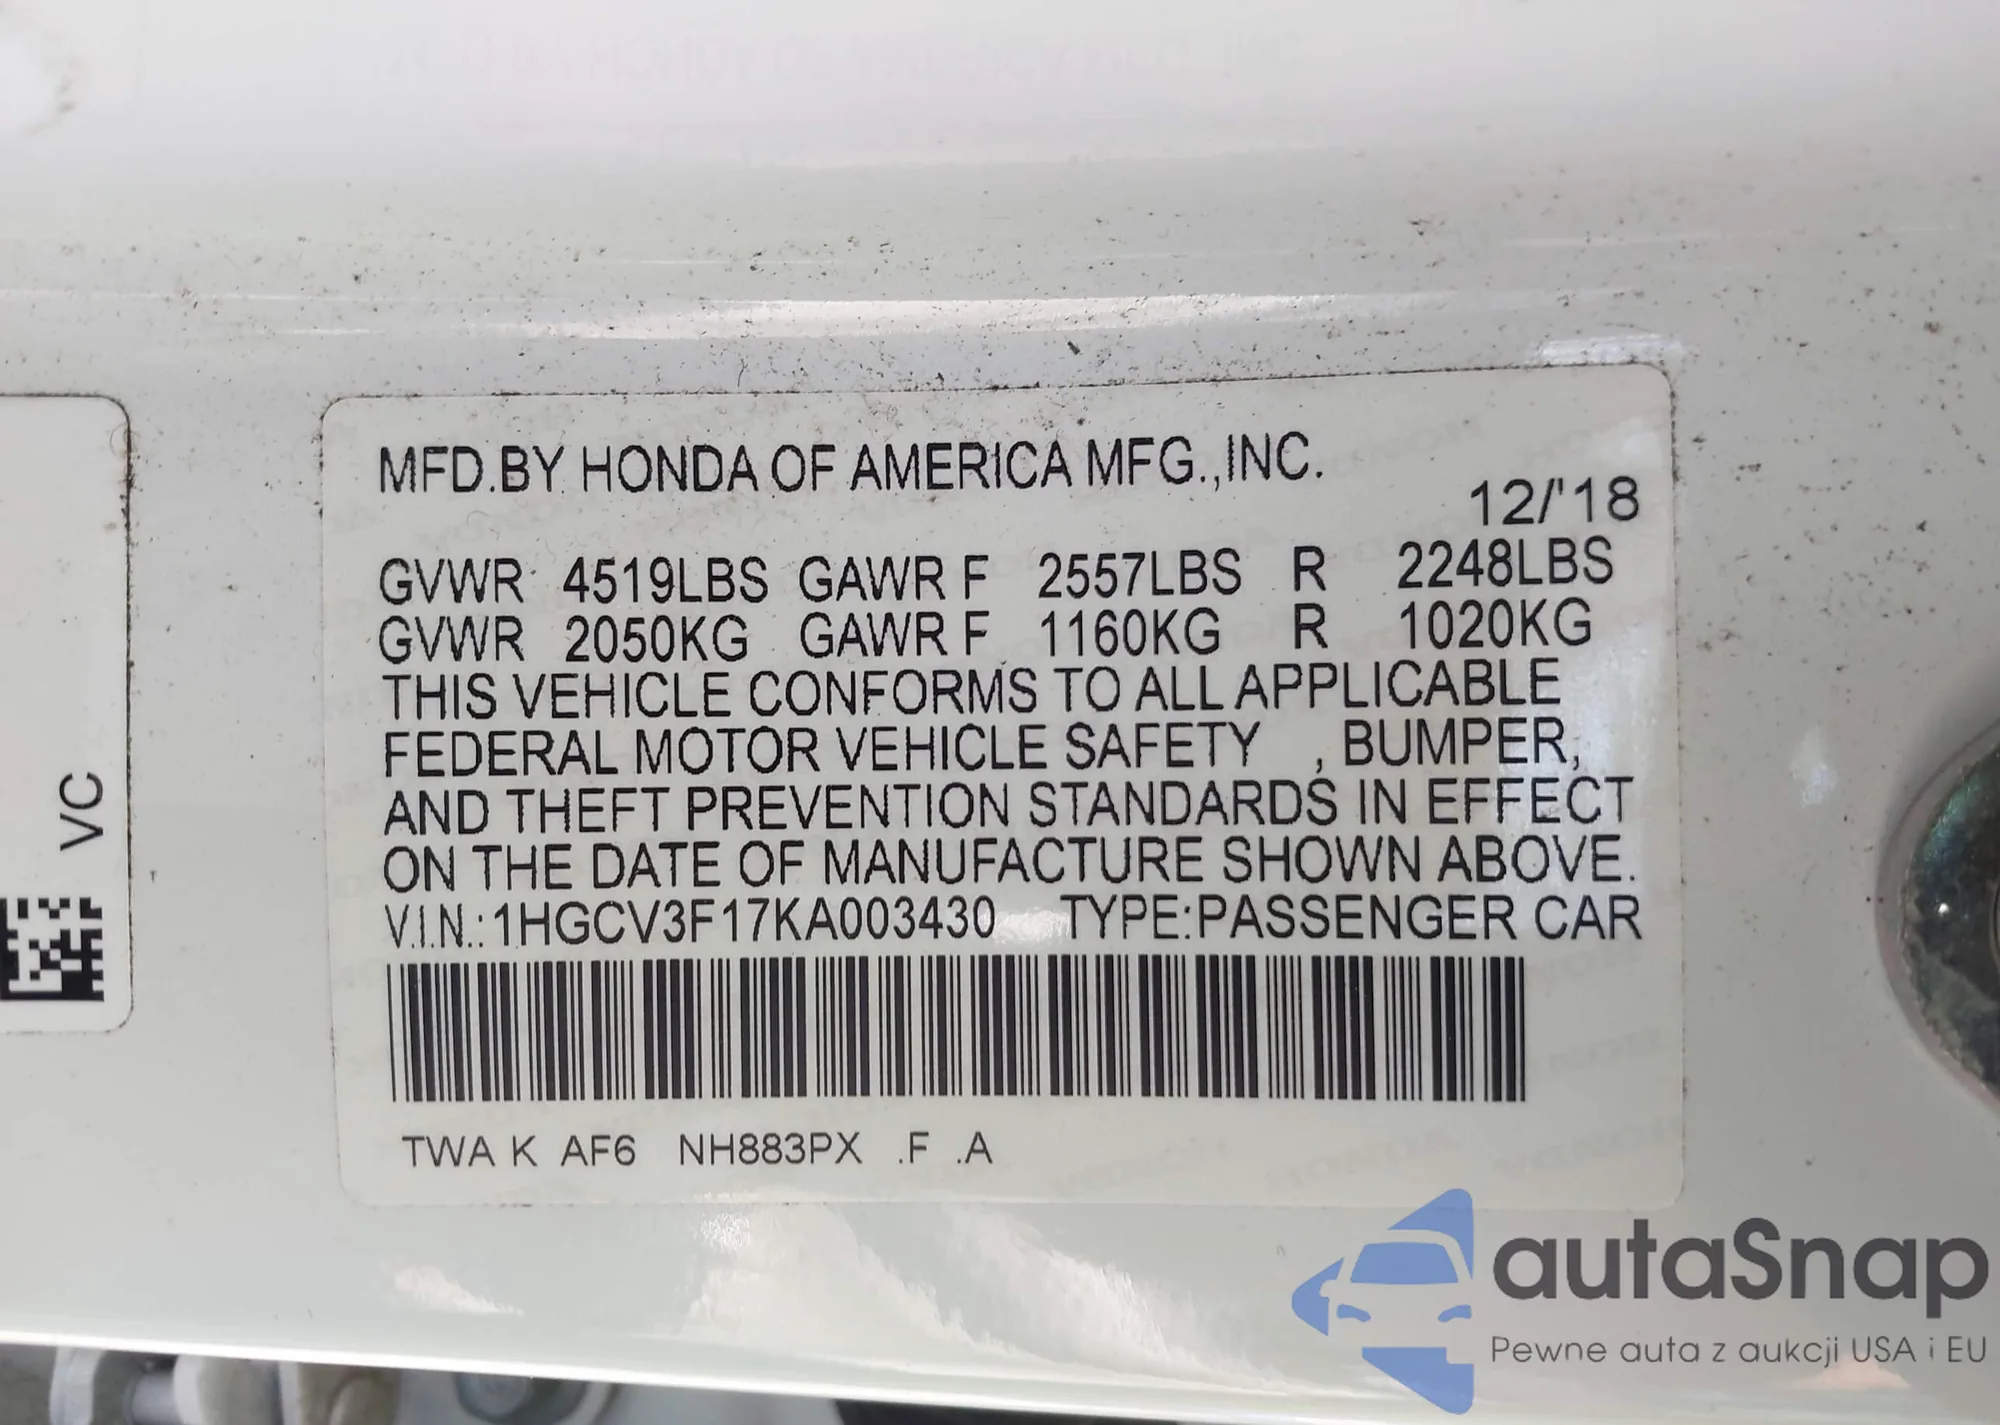 MFD.BY HONDA OF AMERICA MFG.,INC.
12/'18
GVWR 4519LBS GAWR F 2557LBS R 2248LBS
GVWR 2050KG GAWR F 1160KG R 1020KG
THIS VEHICLE CONFORMS TO ALL APPLICABLE
FEDERAL MOTOR VEHICLE SAFETY , BUMPER,
AND THEFT PREVENTION STANDARDS IN EFFECT
ON THE DATE OF MANUFACTURE SHOWN ABOVE.
V.I.N.: 1HGCV3F17KA003430 TYPE:PASSENGER CAR
TWA K AF6 NH883PX .F .A
VC
autaSnap
Pewne auta z aukcji USA i EU